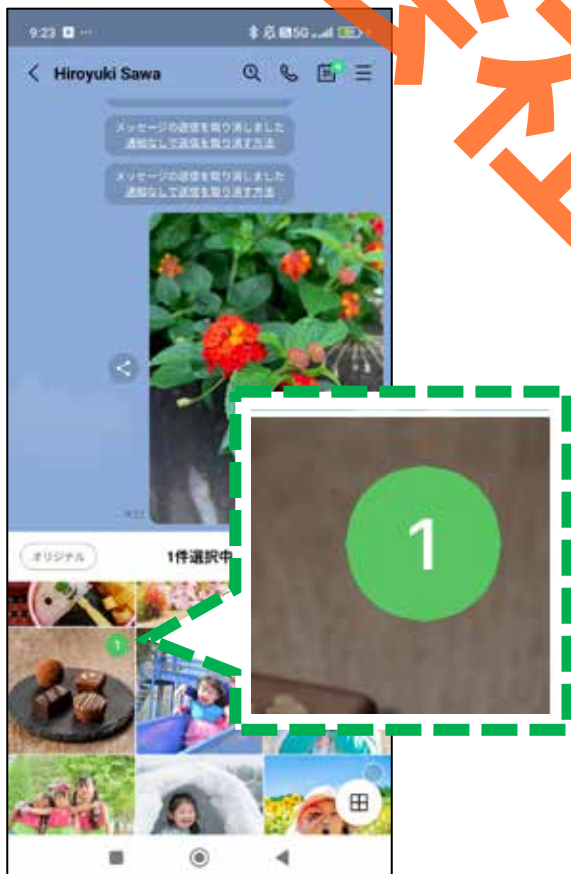 9:23
5G
Hiroyuki Sawa
メッセージの送信を取り消しました
通知なしで送信を取り消す方法
メッセージの送信を取り消しました
通知なしで送信を取り消す方法
9:23
オリジナル
1件選択中
1
1